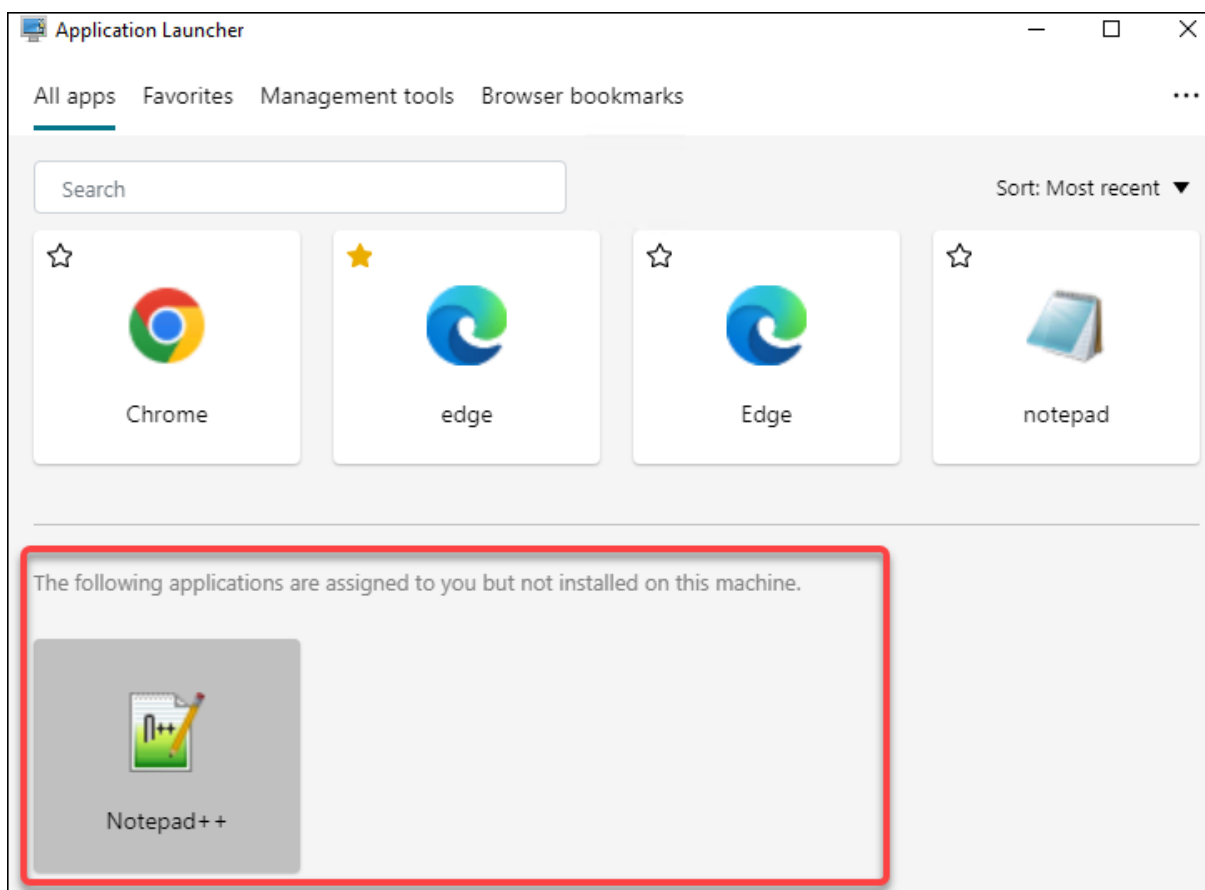 Application Launcher
All apps Favorites Management tools Browser bookmarks
Search
Sort: Most recent
Chrome
edge
Edge
notepad
The following applications are assigned to you but not installed on this machine.
n++
Notepad++